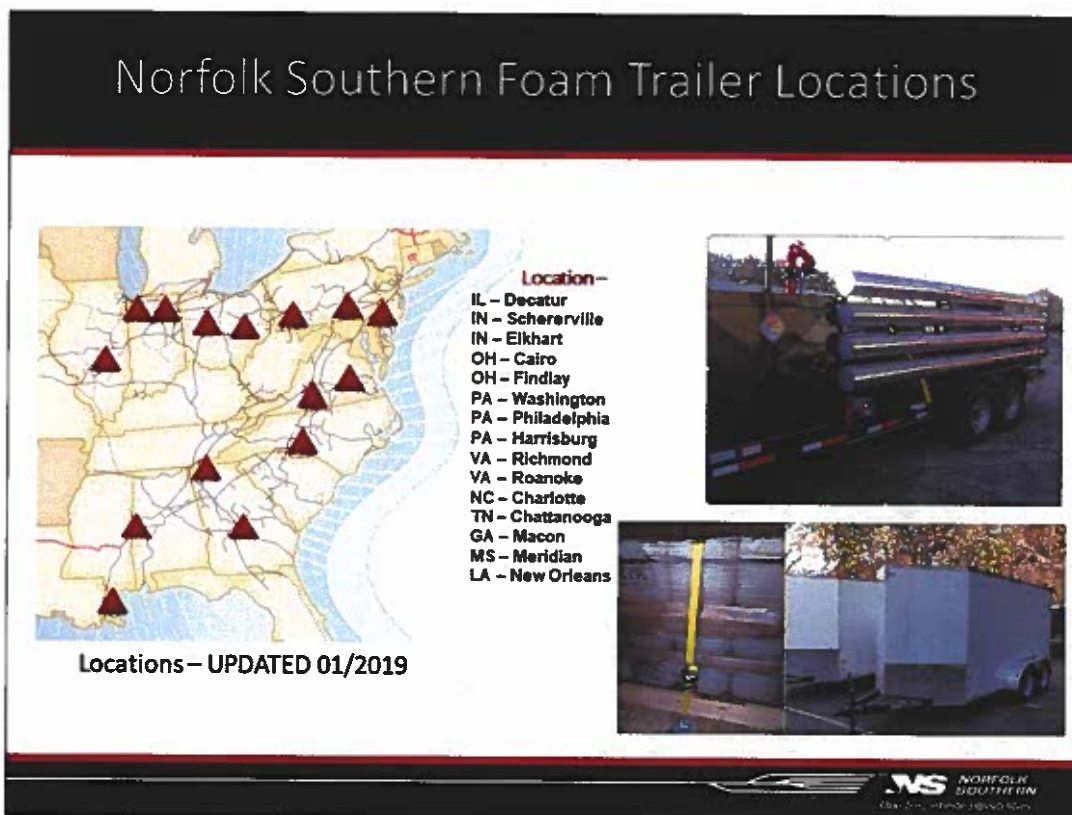 Norfolk Southern Foam Trailer Locations
Location –
IL – Decatur
IN – Schererville
IN – Elkhart
OH – Cairo
OH – Findlay
PA – Washington
PA – Philadelphia
PA – Harrisburg
VA – Richmond
VA – Roanoke
NC – Charlotte
TN – Chattanooga
GA – Macon
MS – Meridian
LA – New Orleans
Locations – UPDATED 01/2019
NS NORFOLK
SOUTHERN